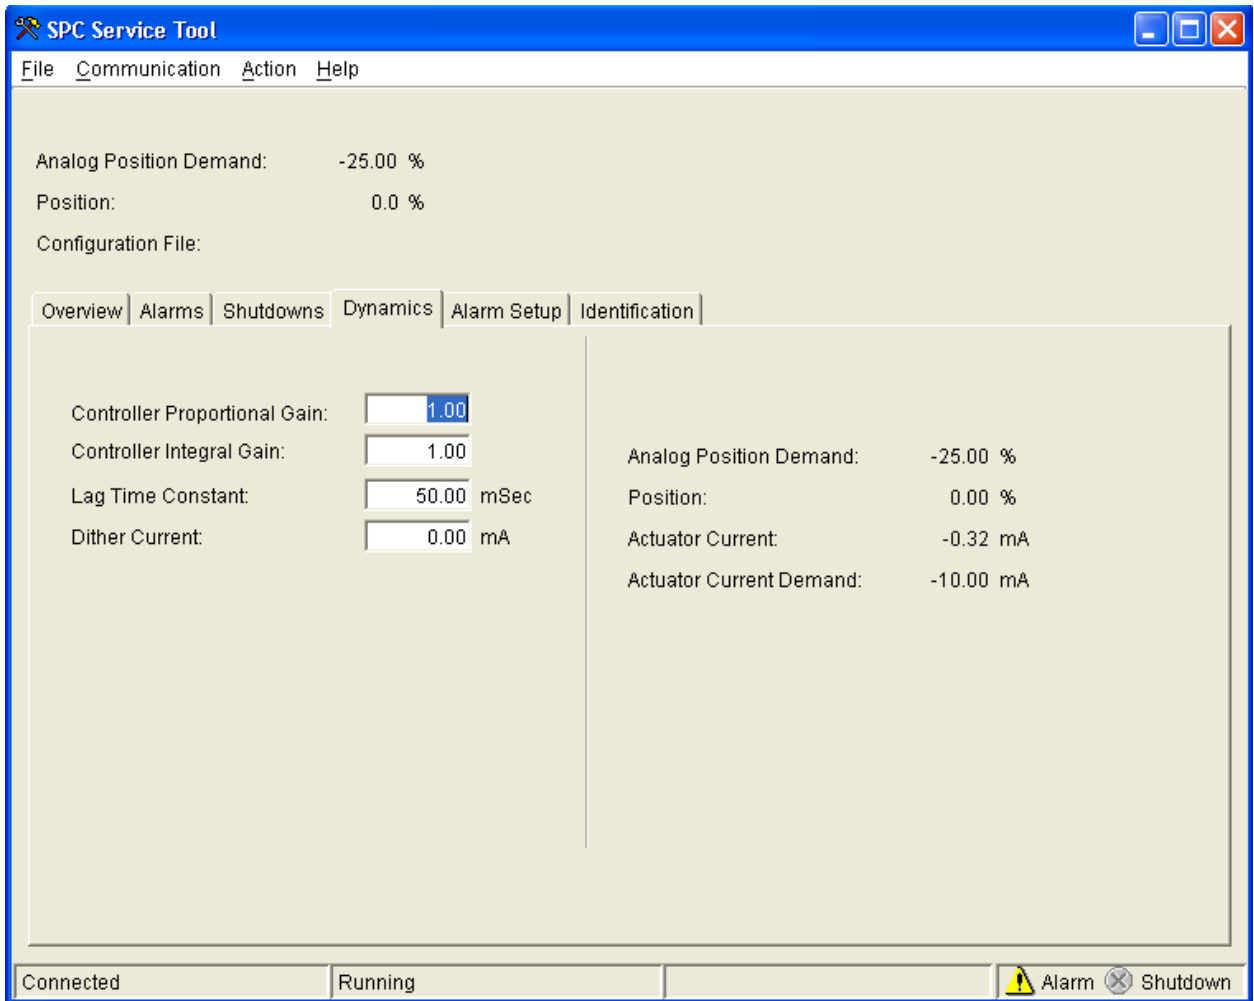 SPC Service Tool
File Communication Action Help
Analog Position Demand: -25.00 %
Position: 0.0 %
Configuration File:
Overview Alarms Shutdowns Dynamics Alarm Setup Identification
Controller Proportional Gain: 1.00
Controller Integral Gain: 1.00
Lag Time Constant: 50.00 mSec
Dither Current: 0.00 mA
Analog Position Demand: -25.00 %
Position: 0.00 %
Actuator Current: -0.32 mA
Actuator Current Demand: -10.00 mA
Connected Running Alarm Shutdown